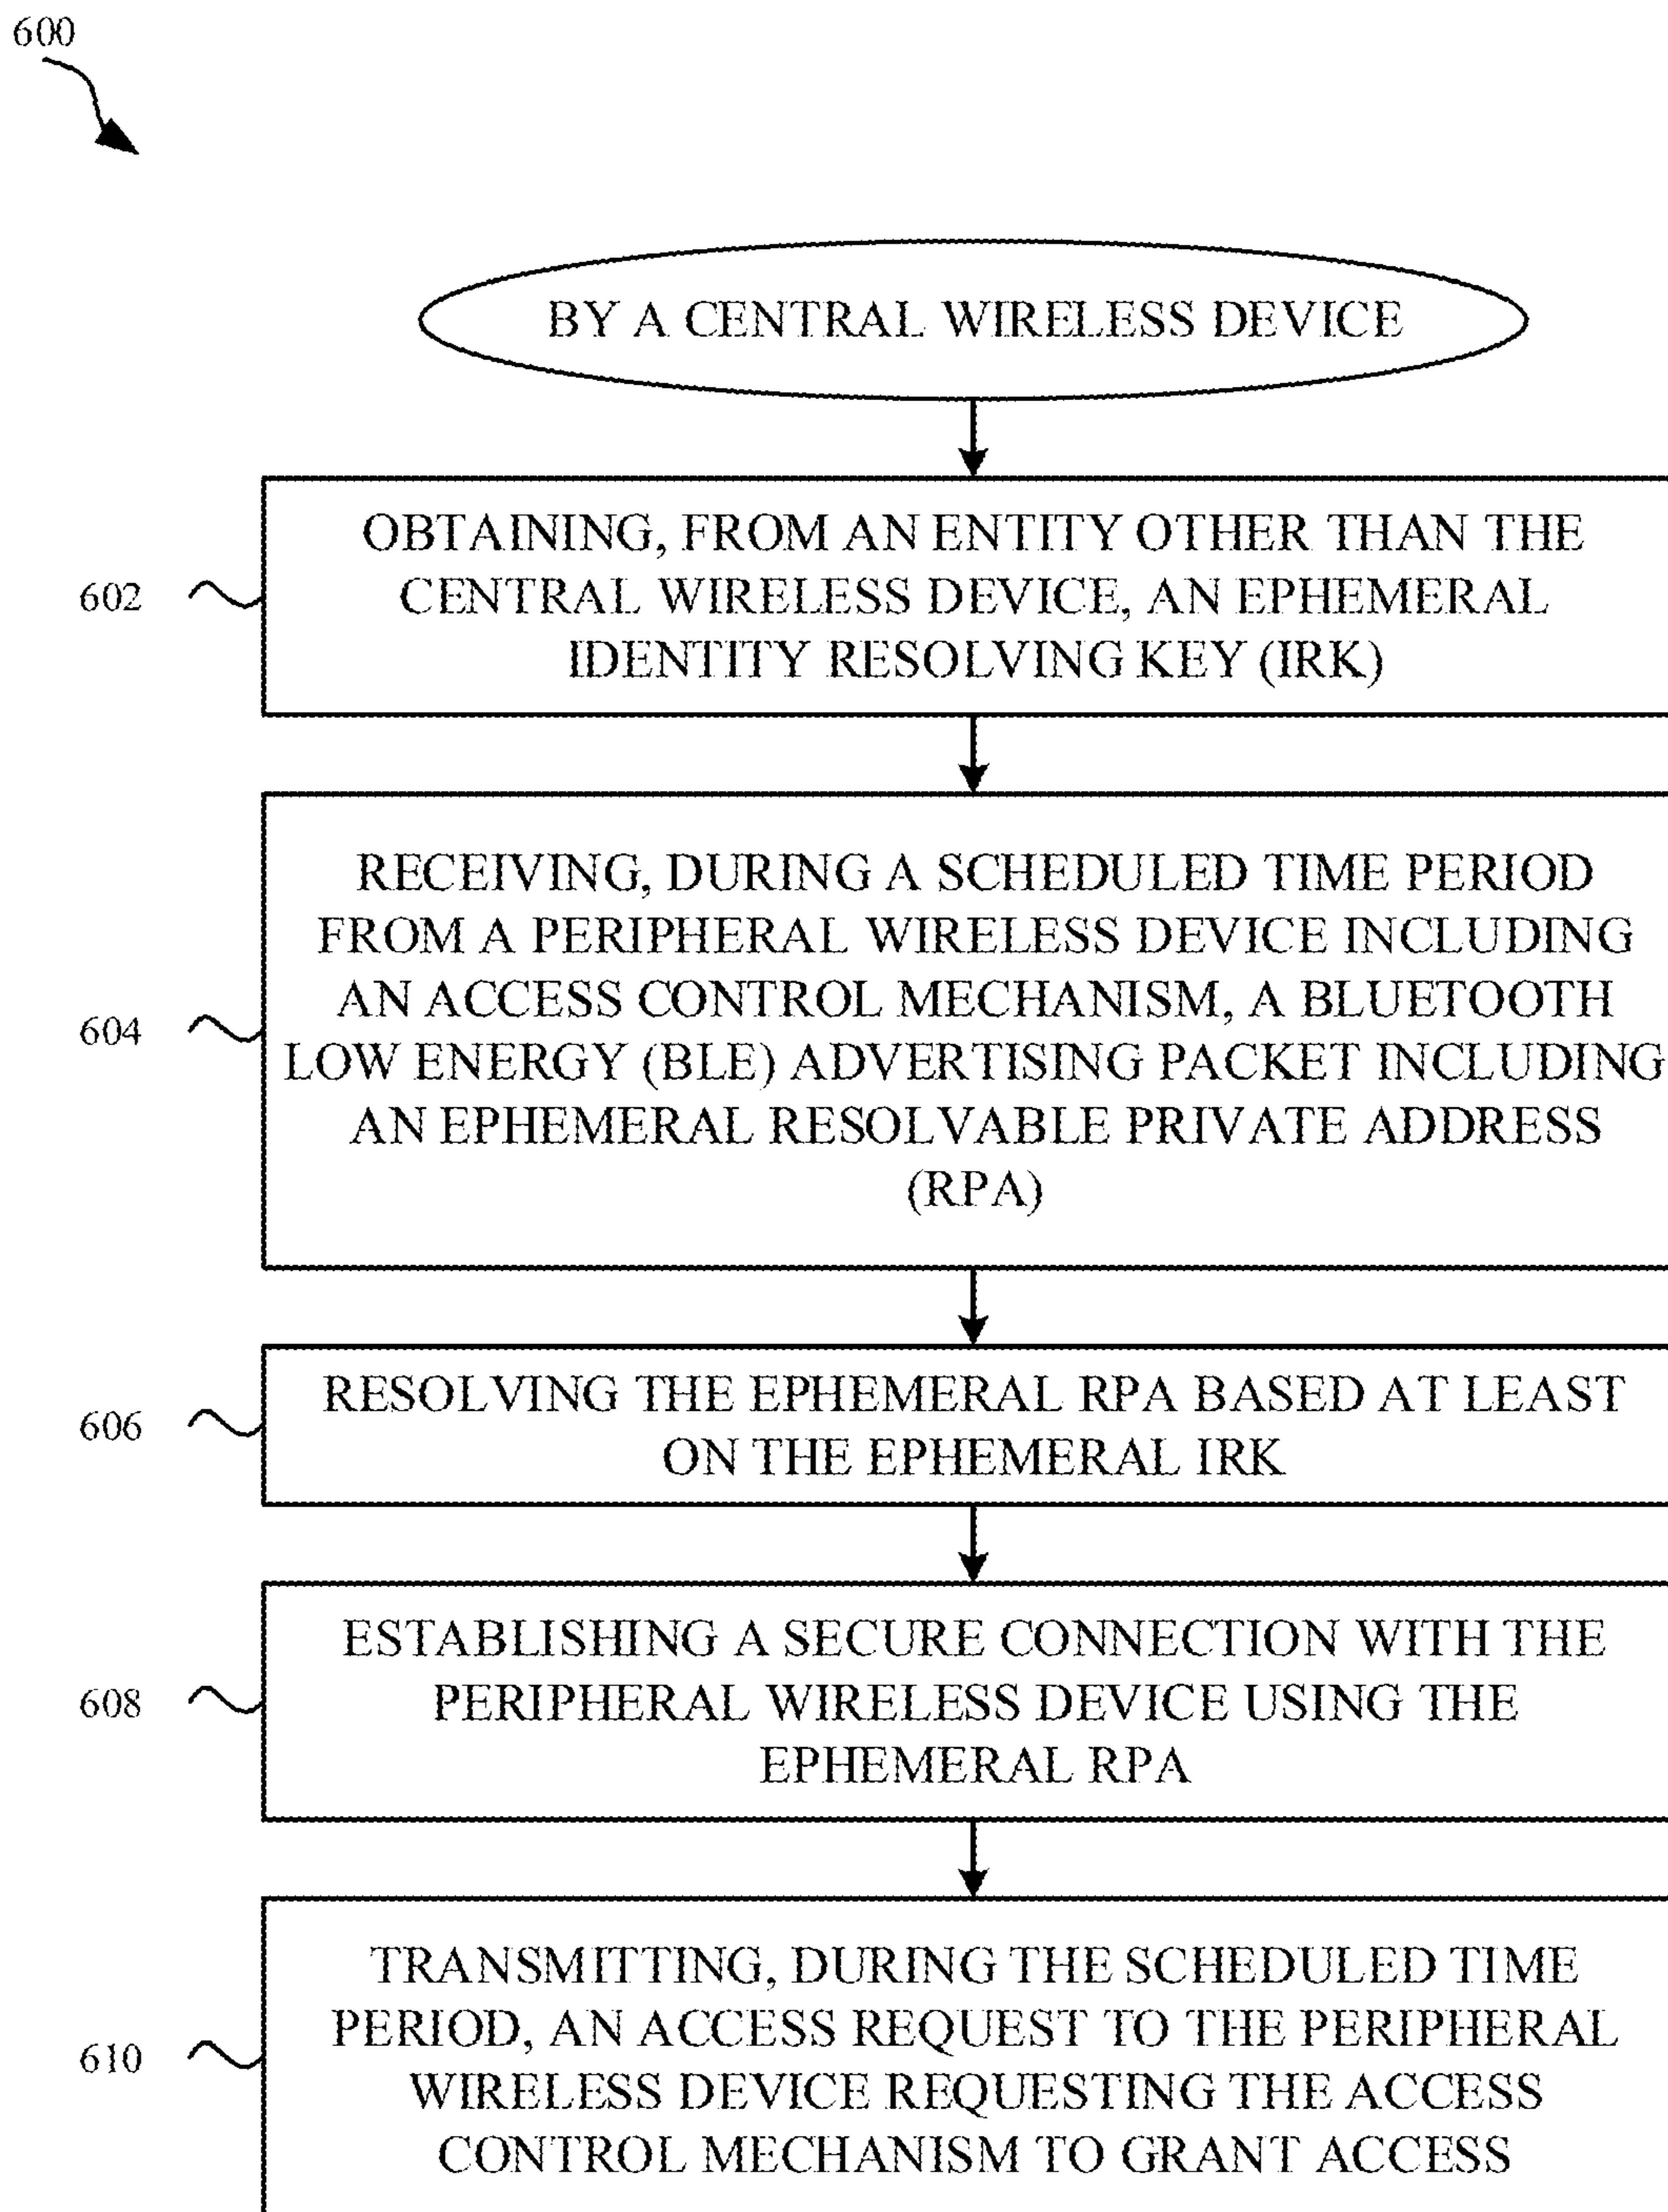 600
BY A CENTRAL WIRELESS DEVICE
OBTAINING, FROM AN ENTITY OTHER THAN THE
CENTRAL WIRELESS DEVICE, AN EPHEMERAL
IDENTITY RESOLVING KEY (IRK)
602
RECEIVING, DURING A SCHEDULED TIME PERIOD
FROM A PERIPHERAL WIRELESS DEVICE INCLUDING
AN ACCESS CONTROL MECHANISM, A BLUETOOTH
LOW ENERGY (BLE) ADVERTISING PACKET INCLUDING
AN EPHEMERAL RESOLVABLE PRIVATE ADDRESS
(RPA)
604
RESOLVING THE EPHEMERAL RPA BASED AT LEAST
ON THE EPHEMERAL IRK
606
ESTABLISHING A SECURE CONNECTION WITH THE
PERIPHERAL WIRELESS DEVICE USING THE
EPHEMERAL RPA
608
TRANSMITTING, DURING THE SCHEDULED TIME
PERIOD, AN ACCESS REQUEST TO THE PERIPHERAL
WIRELESS DEVICE REQUESTING THE ACCESS
CONTROL MECHANISM TO GRANT ACCESS
610